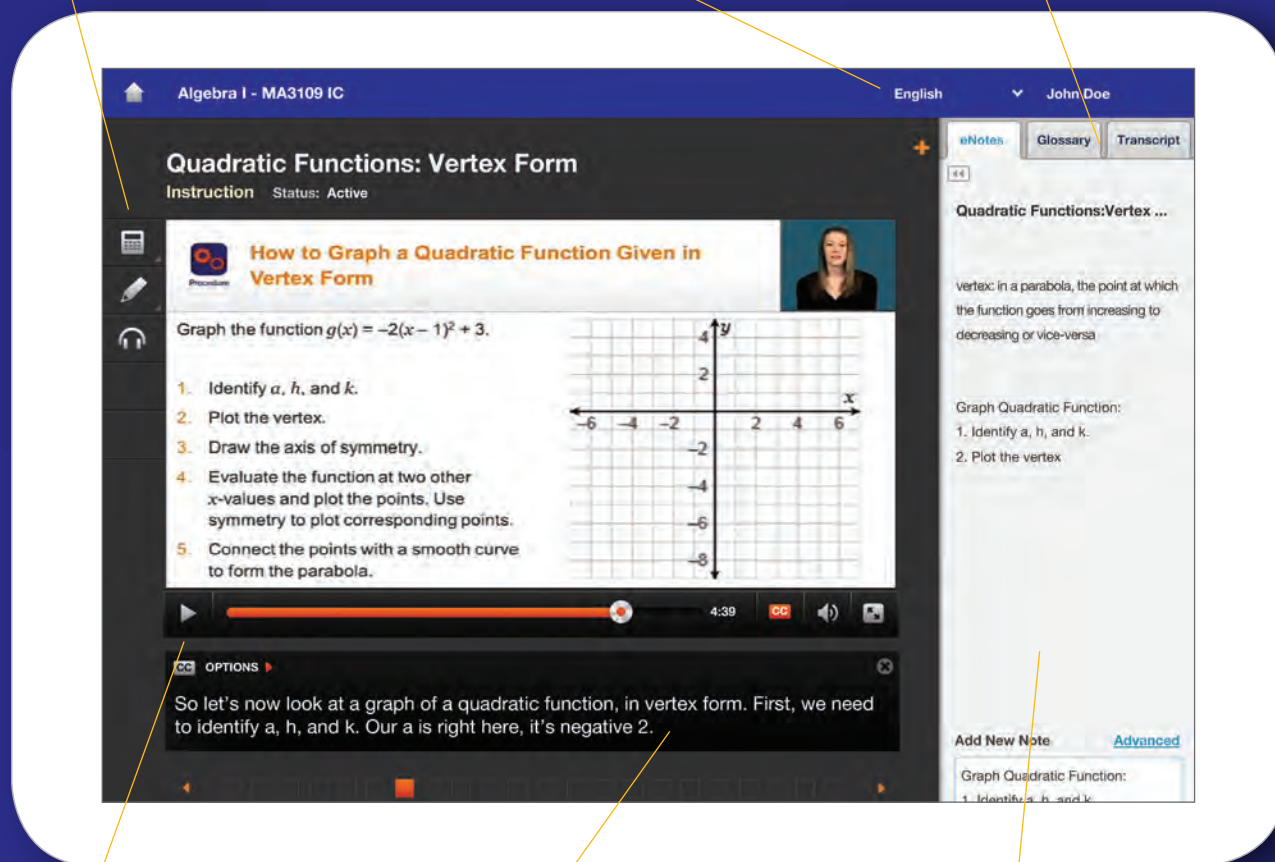 Algebra I - MA3109 IC
English
John Doe
Quadratic Functions: Vertex Form
Instruction Status: Active
Procedure
How to Graph a Quadratic Function Given in
Vertex Form
Graph the function g(x) = –2(x – 1)² + 3.
1. Identify a, h, and k.
2. Plot the vertex.
3. Draw the axis of symmetry.
4. Evaluate the function at two other
x-values and plot the points. Use
symmetry to plot corresponding points.
5. Connect the points with a smooth curve
to form the parabola.
y
4
2
x
–6 –4 –2 2 4 6
–2
–4
–6
–8
4:39 CC
CC OPTIONS
So let's now look at a graph of a quadratic function, in vertex form. First, we need
to identify a, h, and k. Our a is right here, it's negative 2.
eNotes Glossary Transcript
Quadratic Functions:Vertex ...
vertex: in a parabola, the point at which
the function goes from increasing to
decreasing or vice-versa
Graph Quadratic Function:
1. Identify a, h, and k.
2. Plot the vertex
Add New Note Advanced
Graph Quadratic Function:
1. Identify a, h, and k